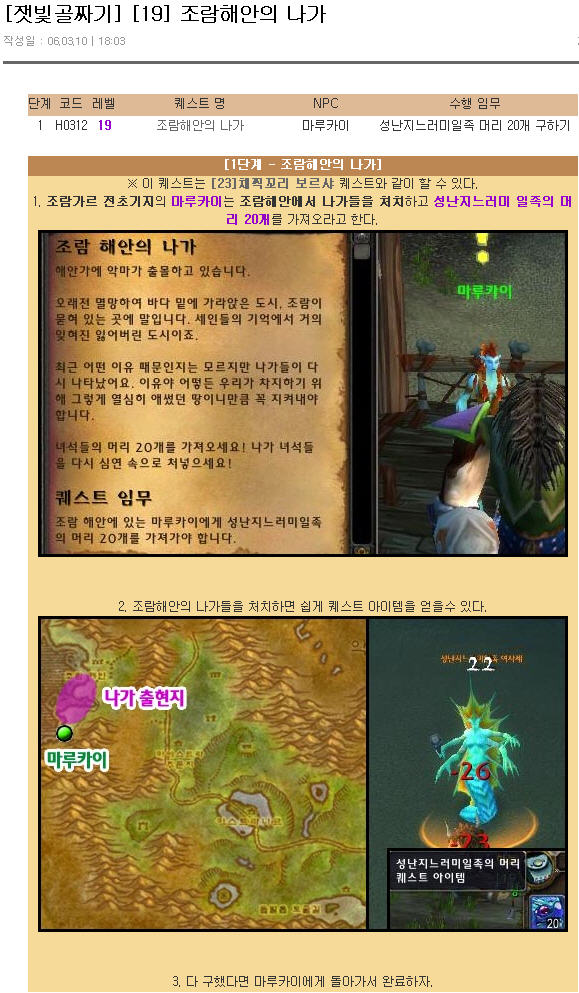 [잿빛골짜기] [19] 조람해안의 나가
작성일 : 06.03.10 | 18:03
단계 코드 레벨 퀘스트 명 NPC 수행 임무
1 H0312 19 조람해안의 나가 마루카이 성난지느러미일족 머리 20개 구하기
[1단계 - 조람해안의 나가]
※ 이 퀘스트는 [23]채찍꼬리 보르샤 퀘스트와 같이 할 수 있다.
1. 조람가르 전초기지의 마루카이는 조람해안에서 나가들을 처치하고 성난지느러미 일족의 머
리 20개를 가져오라고 한다.
조람 해안의 나가
해안가에 악마가 출몰하고 있습니다.
오래전 멸망하여 바다 밑에 가라앉은 도시, 조람이
묻혀 있는 곳에 말입니다. 세인들의 기억에서 거의
잊혀진 잃어버린 도시이죠.
최근 어떤 이유 때문인지는 모르지만 나가들이 다
시 나타났어요. 이유야 어떻든 우리가 차지하기 위
해 그렇게 열심히 애썼던 땅이니만큼 꼭 지켜내야
합니다.
녀석들의 머리 20개를 가져오세요! 나가 녀석들
을 다시 심연 속으로 처넣으세요!
퀘스트 임무
조람 해안에 있는 마루카이에게 성난지느러미일족
의 머리 20개를 가져가야 합니다.
마루카이
2. 조람해안의 나가들을 처치하면 쉽게 퀘스트 아이템을 얻을수 있다.
나가 출현지
마루카이
22
-26
-23
성난지느러미일족의 머리
퀘스트 아이템
20
3. 다 구했다면 마루카이에게 돌아가서 완료하자.